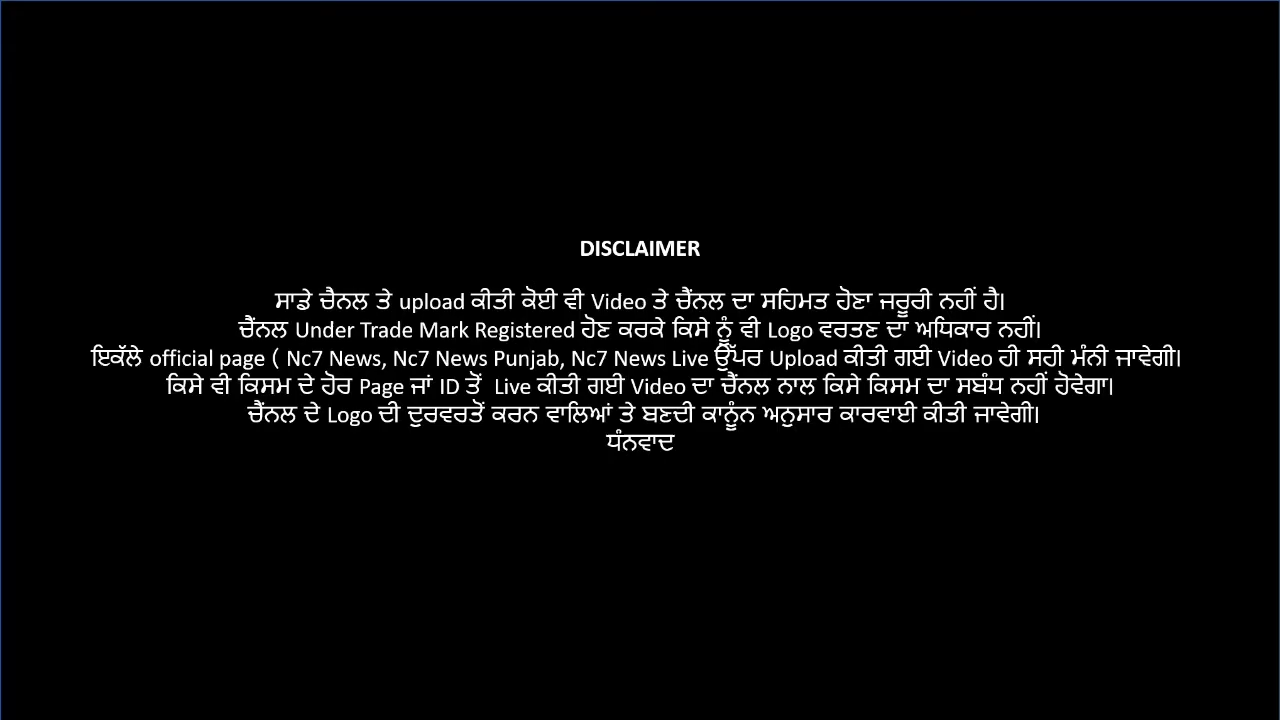 DISCLAIMER
ਸਾਡੇ ਚੈਨਲ ਤੇ upload ਕੀਤੀ ਕੋਈ ਵੀ Video ਤੇ ਚੈਂਨਲ ਦਾ ਸਹਿਮਤ ਹੋਣਾ ਜਰੂਰੀ ਨਹੀਂ ਹੈ।
ਚੈਂਨਲ Under Trade Mark Registered ਹੋਣ ਕਰਕੇ ਕਿਸੇ ਨੂੰ ਵੀ Logo ਵਰਤਣ ਦਾ ਅਧਿਕਾਰ ਨਹੀਂ।
ਇਕੱਲੇ official page ( Nc7 News, Nc7 News Punjab, Nc7 News Live ਉੱਪਰ Upload ਕੀਤੀ ਗਈ Video ਹੀ ਸਹੀ ਮੰਨੀ ਜਾਵੇਗੀ।
ਕਿਸੇ ਵੀ ਕਿਸਮ ਦੇ ਹੋਰ Page ਜਾਂ ID ਤੋਂ Live ਕੀਤੀ ਗਈ Video ਦਾ ਚੈਂਨਲ ਨਾਲ ਕਿਸੇ ਕਿਸਮ ਦਾ ਸਬੰਧ ਨਹੀਂ ਹੋਵੇਗਾ।
ਚੈਂਨਲ ਦੇ Logo ਦੀ ਦੁਰਵਰਤੋਂ ਕਰਨ ਵਾਲਿਆਂ ਤੇ ਬਣਦੀ ਕਾਨੂੰਨ ਅਨੁਸਾਰ ਕਾਰਵਾਈ ਕੀਤੀ ਜਾਵੇਗੀ।
ਧੰਨਵਾਦ